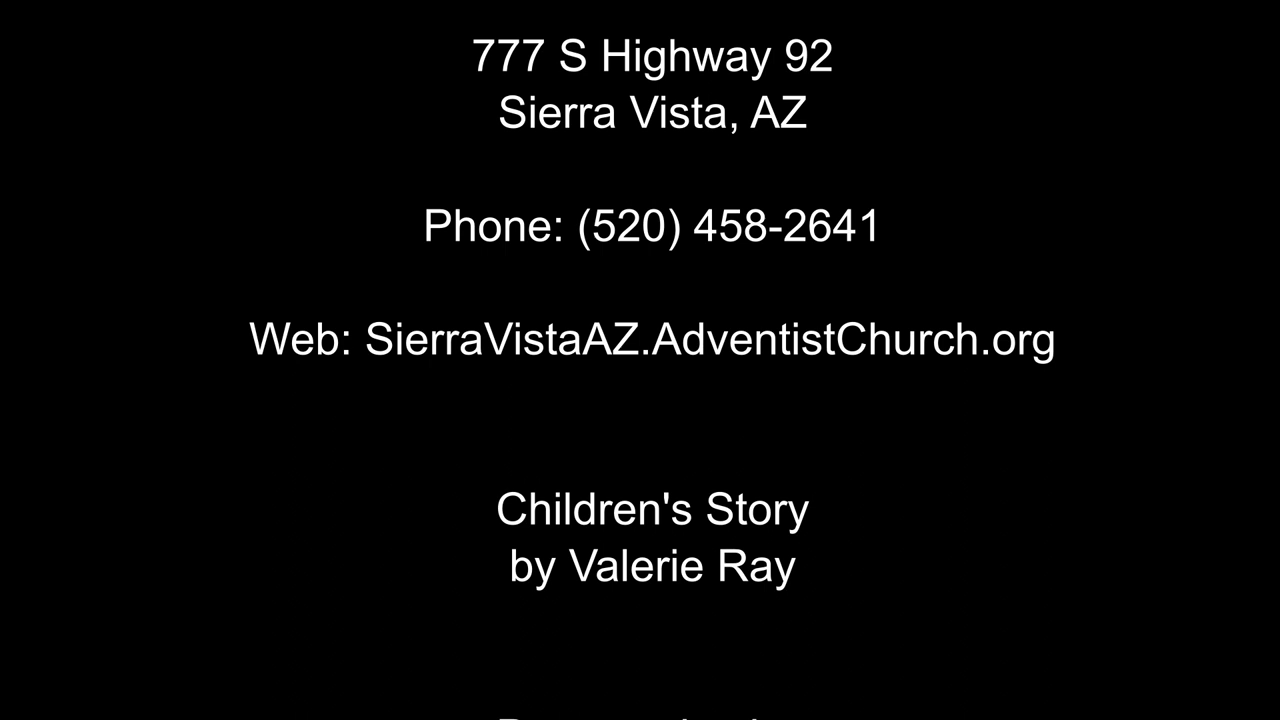 777 S Highway 92
Sierra Vista, AZ
Phone: (520) 458-2641
Web: SierraVistaAZ.AdventistChurch.org
Children's Story
by Valerie Ray